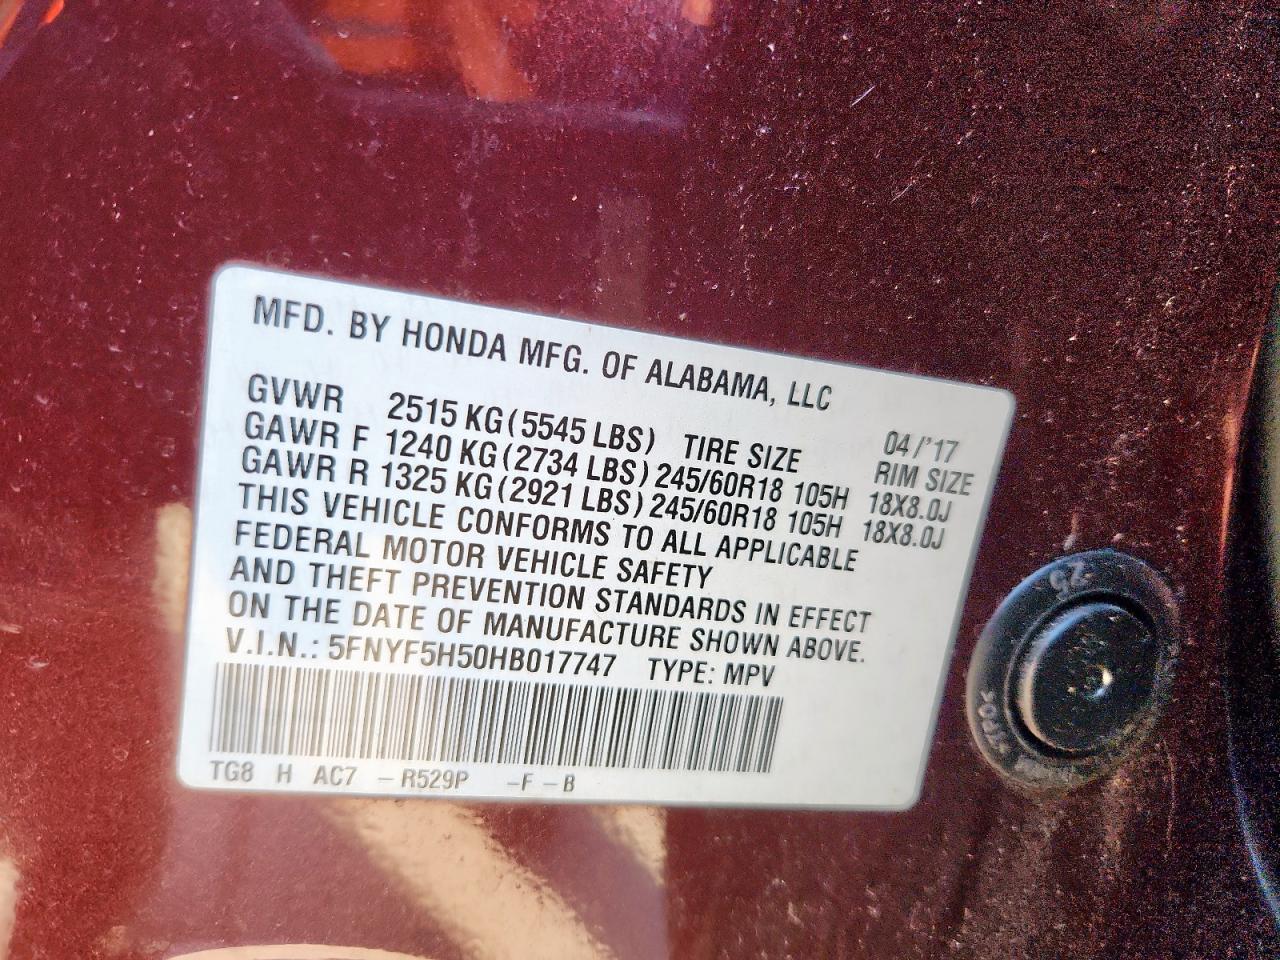 MFD. BY HONDA MFG. OF ALABAMA, LLC
04/'17
GVWR 2515 KG(5545 LBS) TIRE SIZE RIM SIZE
GAWR F 1240 KG(2734 LBS) 245/60R18 105H 18X8.0J
GAWR R 1325 KG(2921 LBS) 245/60R18 105H 18X8.0J
THIS VEHICLE CONFORMS TO ALL APPLICABLE
FEDERAL MOTOR VEHICLE SAFETY
AND THEFT PREVENTION STANDARDS IN EFFECT
ON THE DATE OF MANUFACTURE SHOWN ABOVE.
V.I.N.: 5FNYF5H50HB017747 TYPE: MPV
TG8 H AC7 – R529P –F – B